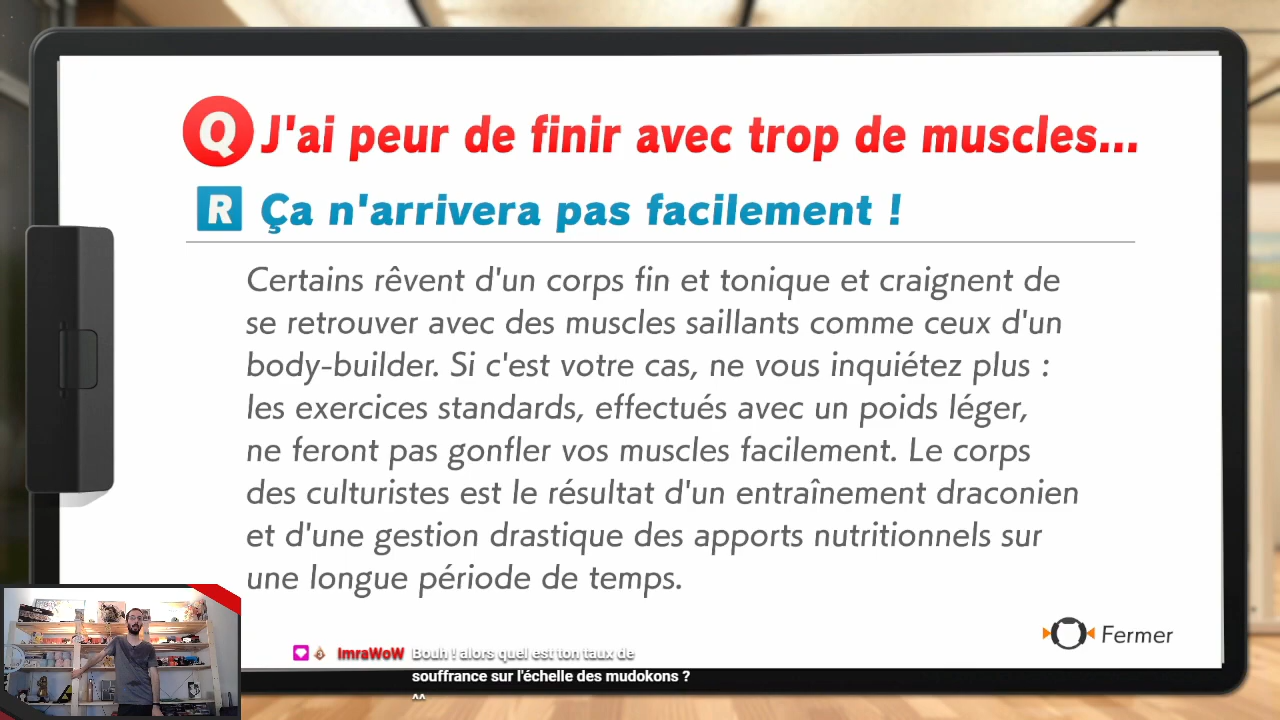 Q J'ai peur de finir avec trop de muscles...
R Ça n'arrivera pas facilement !
Certains rêvent d'un corps fin et tonique et craignent de
se retrouver avec des muscles saillants comme ceux d'un
body-builder. Si c'est votre cas, ne vous inquiétez plus :
les exercices standards, effectués avec un poids léger,
ne feront pas gonfler vos muscles facilement. Le corps
des culturistes est le résultat d'un entraînement draconien
et d'une gestion drastique des apports nutritionnels sur
une longue période de temps.
Fermer
ImraWoW Bouh ! alors quel est ton taux de
souffrance sur l'échelle des mudokons ?
^^